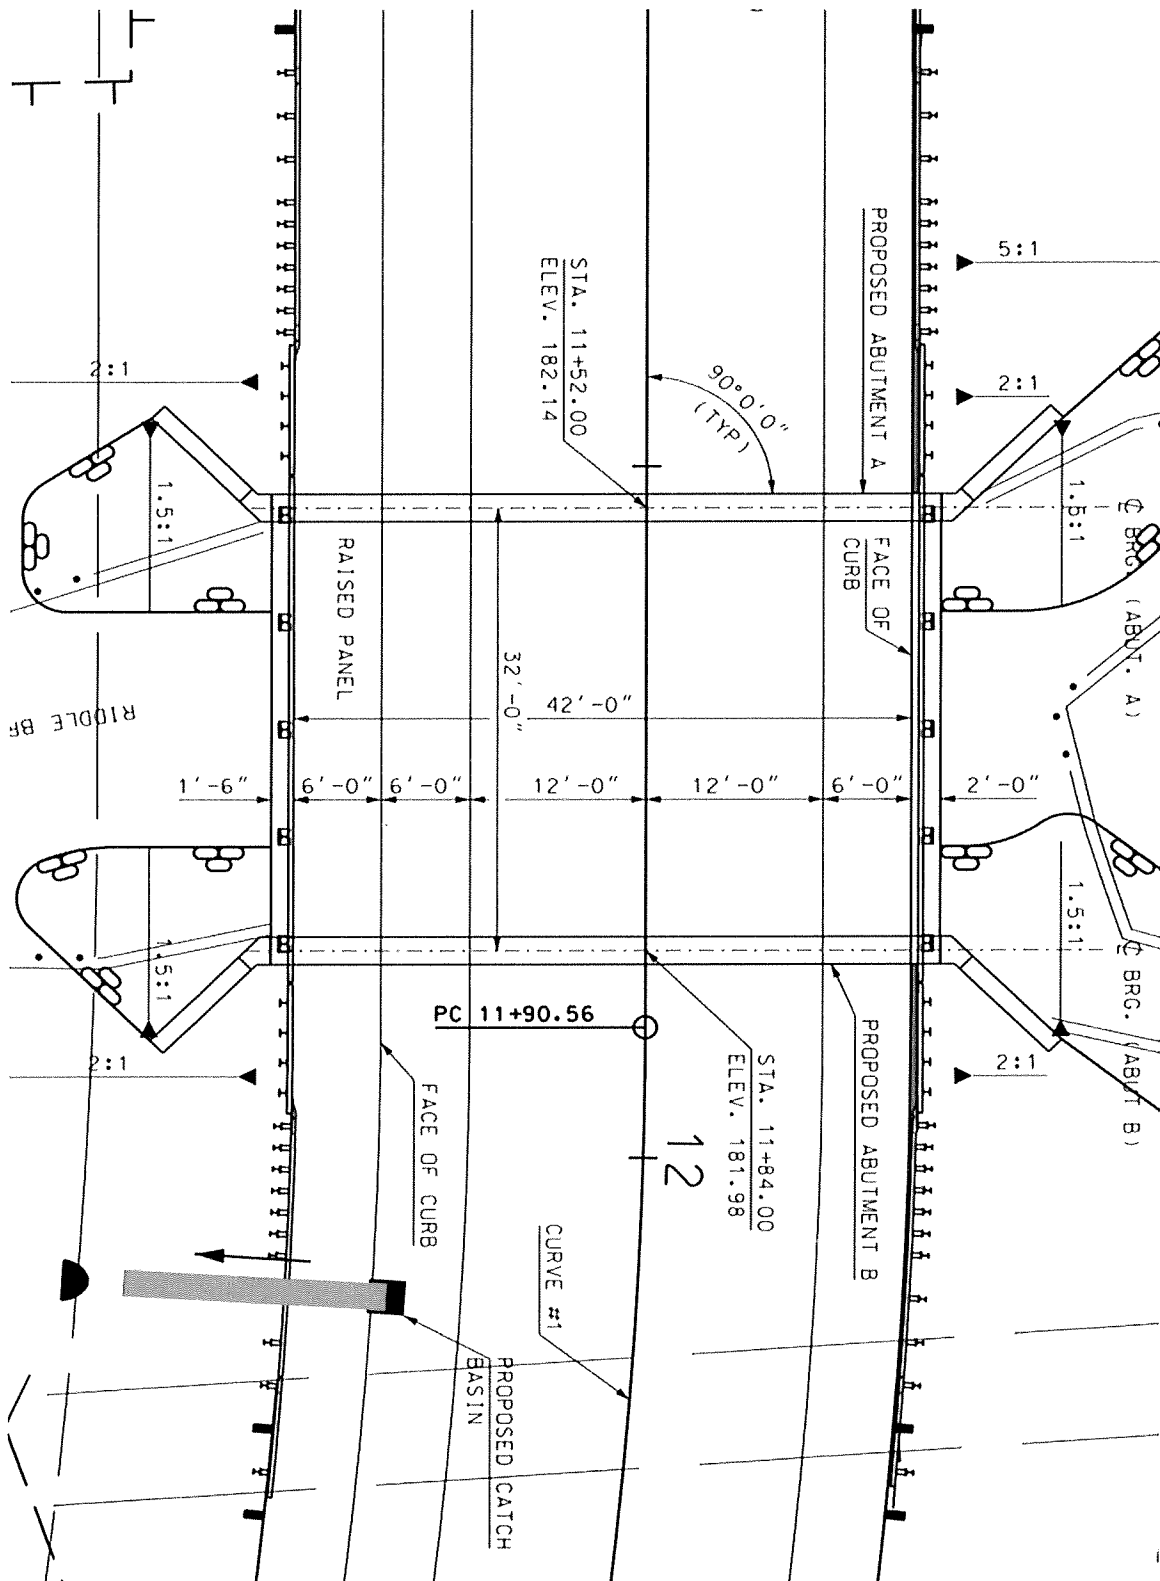 5:1
PROPOSED ABUTMENT A
STA. 11+52.00
ELEV. 182.14
90°0'0"
(TYP)
2:1
2:1
1.5:1
1.5:1
℄ BRG. (ABUT. A)
RAISED PANEL
FACE OF
CURB
32'-0"
42'-0"
RIDDLE BR
1'-6"
6'-0"
6'-0"
12'-0"
12'-0"
6'-0"
2'-0"
1.5:1
1.5:1
℄ BRG. (ABUT B)
PC 11+90.56
2:1
2:1
STA. 11+84.00
ELEV. 181.98
PROPOSED ABUTMENT B
FACE OF CURB
12
CURVE #1
PROPOSED CATCH
BASIN